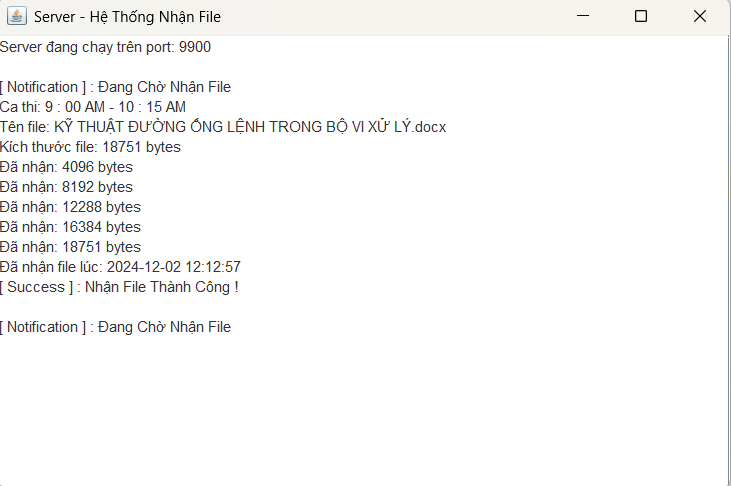 Server - Hệ Thống Nhận File
Server đang chạy trên port: 9900
[ Notification ] : Đang Chờ Nhận File
Ca thi: 9 : 00 AM - 10 : 15 AM
Tên file: KỸ THUẬT ĐƯỜNG ỐNG LỆNH TRONG BỘ VI XỬ LÝ.docx
Kích thước file: 18751 bytes
Đã nhận: 4096 bytes
Đã nhận: 8192 bytes
Đã nhận: 12288 bytes
Đã nhận: 16384 bytes
Đã nhận: 18751 bytes
Đã nhận file lúc: 2024-12-02 12:12:57
[ Success ] : Nhận File Thành Công !
[ Notification ] : Đang Chờ Nhận File